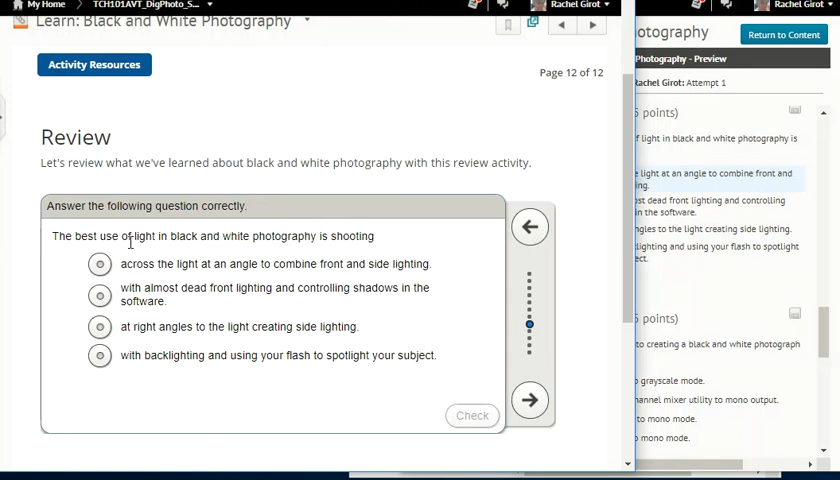 My Home
TCH101AVT_DigPhoto_S...
Rachel Girot
Rachel Girot
Learn: Black and White Photography
otography
Return to Content
Activity Resources
Page 12 of 12
Photography - Preview
Rachel Girot: Attempt 1
5 points)
Review
Let's review what we've learned about black and white photography with this review activity.
of light in black and white photography is
e light at an angle to combine front and
ng.
ost dead front lighting and controlling
in the software.
ngles to the light creating side lighting.
lighting and using your flash to spotlight
ect.
Answer the following question correctly.
The best use of light in black and white photography is shooting
across the light at an angle to combine front and side lighting.
with almost dead front lighting and controlling shadows in the
software.
at right angles to the light creating side lighting.
with backlighting and using your flash to spotlight your subject.
Check
5 points)
to creating a black and white photograph
o grayscale mode.
hannel mixer utility to mono output.
to mono mode.
o mono mode.